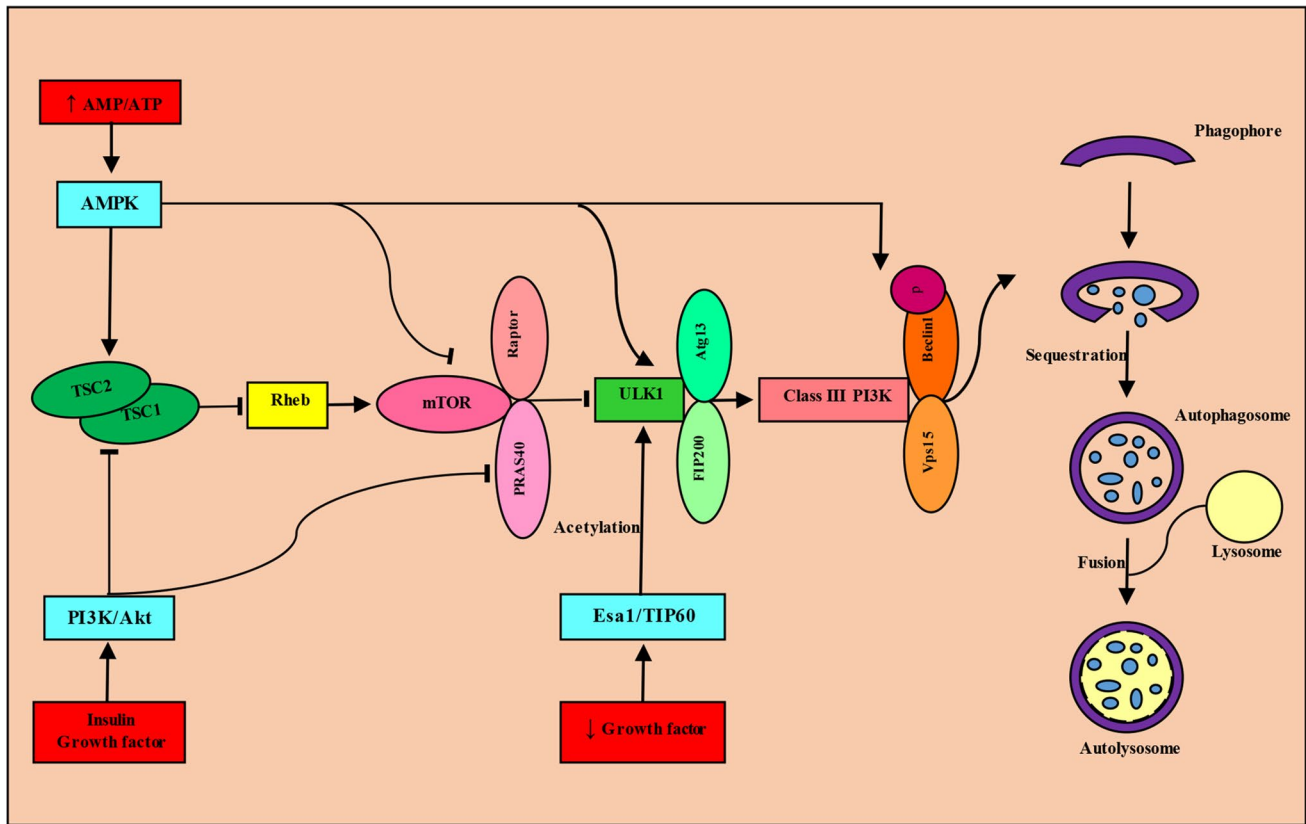 ↑ AMP/ATP
Phagophore
AMPK
p
Raptor
Atg13
Beclin1
Sequestration
TSC2
TSC1
Rheb
mTOR
ULK1
Class III PI3K
Autophagosome
PRAS40
FIP200
Vps15
Acetylation
Lysosome
Fusion
PI3K/Akt
Esa1/TIP60
Insulin
Growth factor
↓ Growth factor
Autolysosome